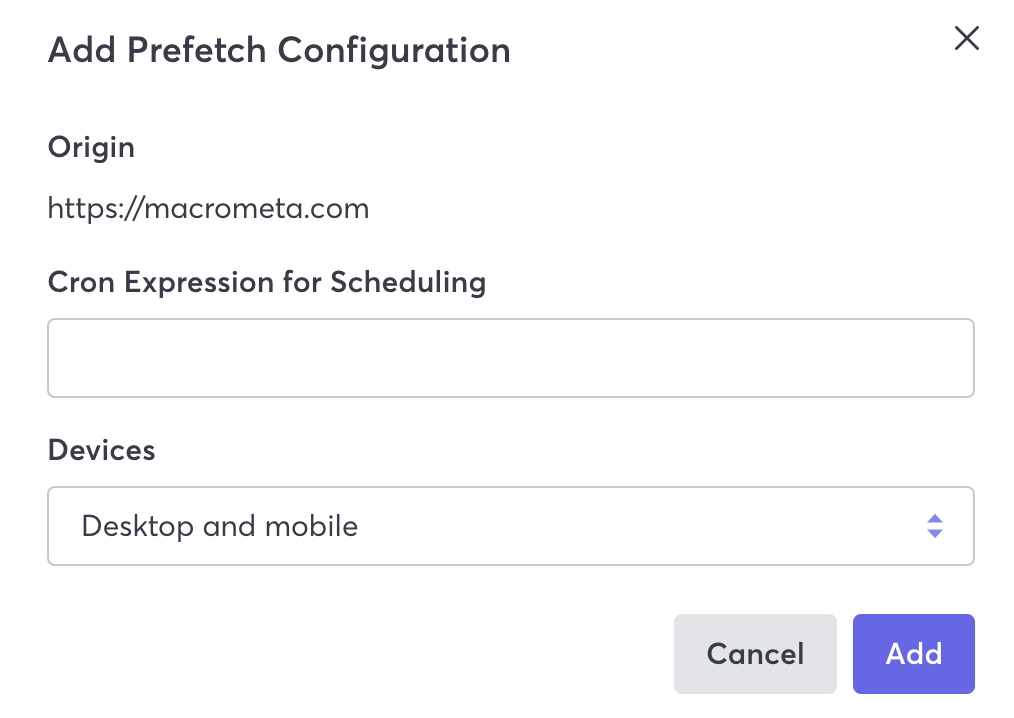 Add Prefetch Configuration
Origin
https://macrometa.com
Cron Expression for Scheduling
Devices
Desktop and mobile
Cancel Add